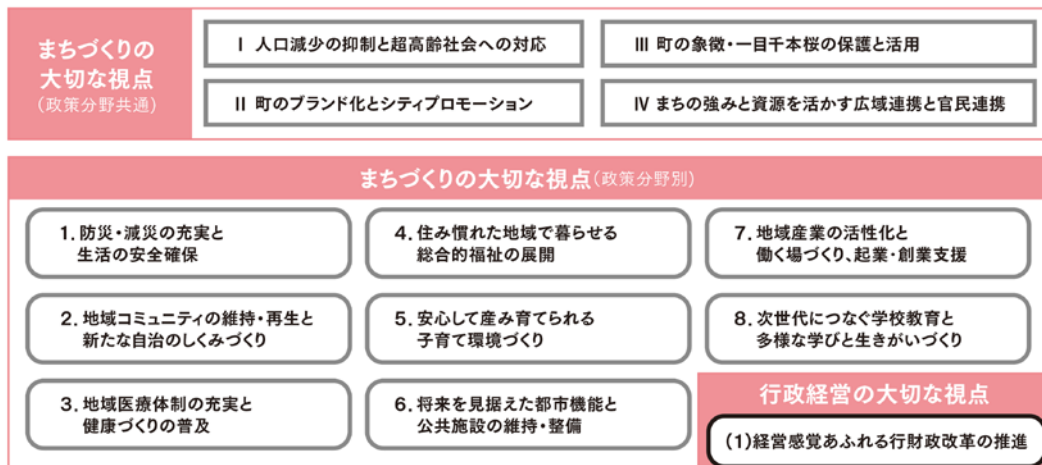 まちづくりの
大切な視点
(政策分野共通)
Ⅰ 人口減少の抑制と超高齢社会への対応
Ⅲ 町の象徴・一目千本桜の保護と活用
Ⅱ 町のブランド化とシティプロモーション
Ⅳ まちの強みと資源を活かす広域連携と官民連携
まちづくりの大切な視点(政策分野別)
1. 防災・減災の充実と
生活の安全確保
4. 住み慣れた地域で暮らせる
総合的福祉の展開
7. 地域産業の活性化と
働く場づくり、起業・創業支援
2. 地域コミュニティの維持・再生と
新たな自治のしくみづくり
5. 安心して産み育てられる
子育て環境づくり
8. 次世代につなぐ学校教育と
多様な学びと生きがいづくり
3. 地域医療体制の充実と
健康づくりの普及
6. 将来を見据えた都市機能と
公共施設の維持・整備
行政経営の大切な視点
(1)経営感覚あふれる行財政改革の推進